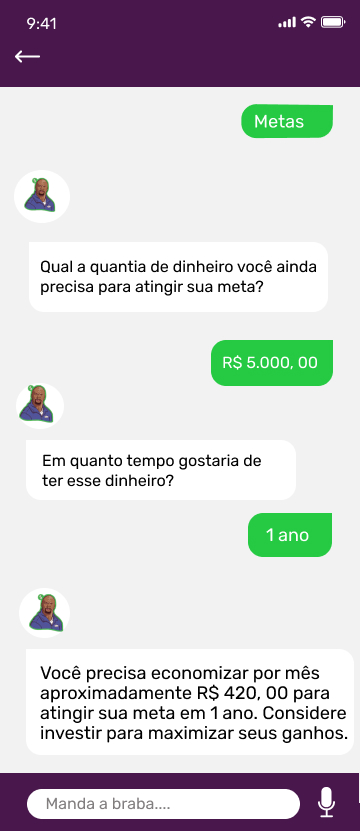 9:41
Metas
Qual a quantia de dinheiro você ainda
precisa para atingir sua meta?
R$ 5.000, 00
Em quanto tempo gostaria de
ter esse dinheiro?
1 ano
Você precisa economizar por mês
aproximadamente R$ 420, 00 para
atingir sua meta em 1 ano. Considere
investir para maximizar seus ganhos.
Manda a braba....